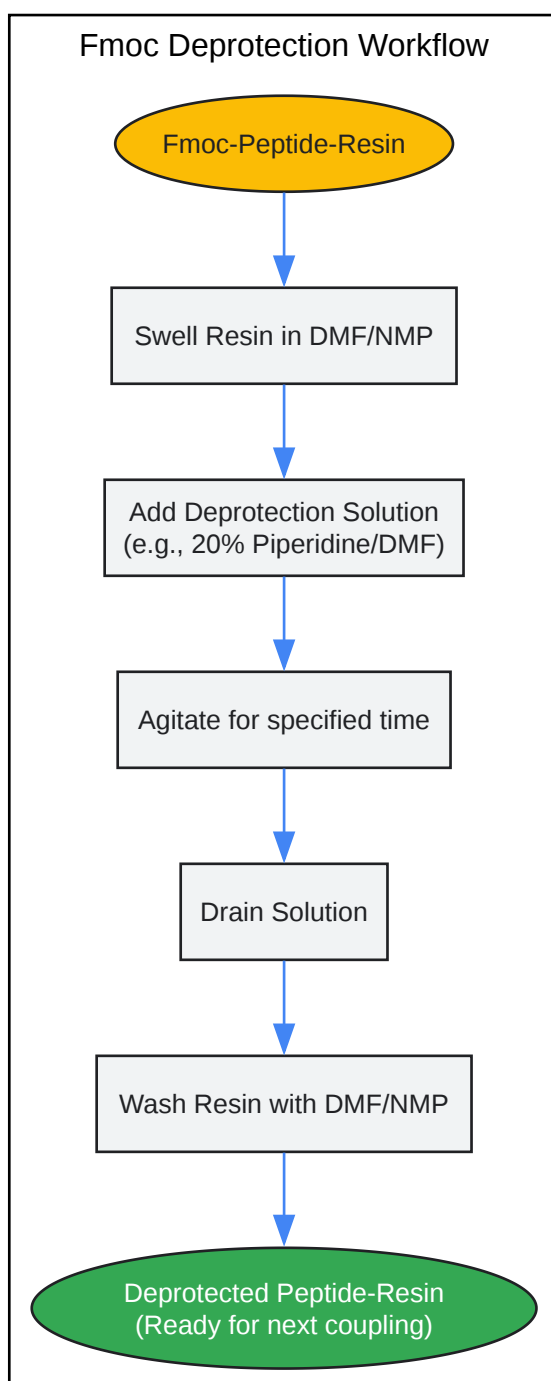 Fmoc Deprotection Workflow
Fmoc-Peptide-Resin
Swell Resin in DMF/NMP
Add Deprotection Solution
(e.g., 20% Piperidine/DMF)
Agitate for specified time
Drain Solution
Wash Resin with DMF/NMP
Deprotected Peptide-Resin
(Ready for next coupling)